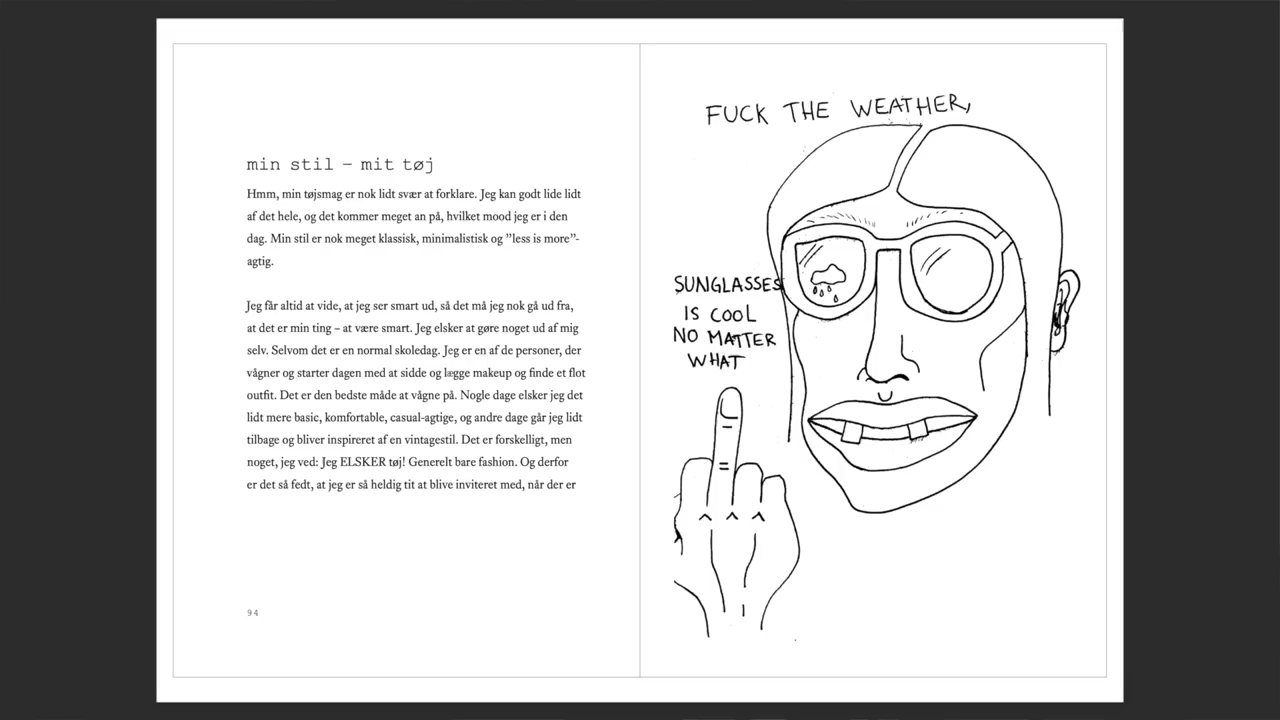 min stil – mit tøj
Hmm, min tøjsmag er nok lidt svær at forklare. Jeg kan godt lide lidt
af det hele, og det kommer meget an på, hvilket mood jeg er i den
dag. Min stil er nok meget klassisk, minimalistisk og ”less is more”-
agtig.
Jeg får altid at vide, at jeg ser smart ud, så det må jeg nok gå ud fra,
at det er min ting – at være smart. Jeg elsker at gøre noget ud af mig
selv. Selvom det er en normal skoledag. Jeg er en af de personer, der
vågner og starter dagen med at sidde og lægge makeup og finde et flot
outfit. Det er den bedste måde at vågne på. Nogle dage elsker jeg det
lidt mere basic, komfortable, casual-agtige, og andre dage går jeg lidt
tilbage og bliver inspireret af en vintagestil. Det er forskelligt, men
noget, jeg ved: Jeg ELSKER tøj! Generelt bare fashion. Og derfor
er det så fedt, at jeg er så heldig tit at blive inviteret med, når der er
94
FUCK THE WEATHER,
SUNGLASSES
IS COOL
NO MATTER
WHAT